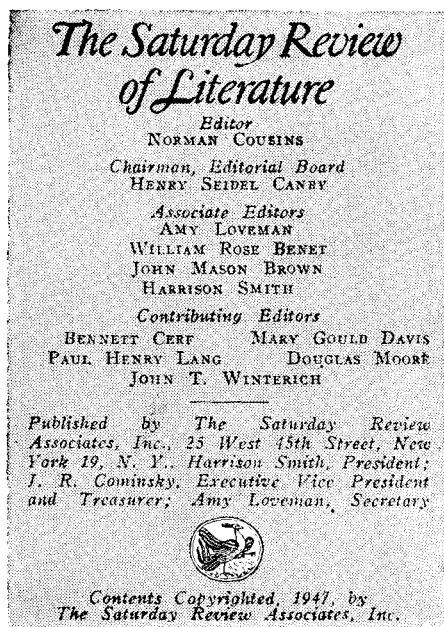 The Saturday Review
of Literature
Editor
NORMAN COUSINS
Chairman, Editorial Board
HENRY SEIDEL CANBY
Associate Editors
AMY LOVEMAN
WILLIAM ROSE BENET
JOHN MASON BROWN
HARRISON SMITH
Contributing Editors
BENNETT CERF MARY GOULD DAVIS
PAUL HENRY LANG DOUGLAS MOORE
JOHN T. WINTERICH
Published by The Saturday Review
Associates, Inc., 25 West 45th Street, New
York 19, N. Y.. Harrison Smith, President;
J. R. Cominsky, Executive Vice President
and Treasurer; Amy Loveman, Secretary
Contents Copyrighted, 1947, by
The Saturday Review Associates, Inc.